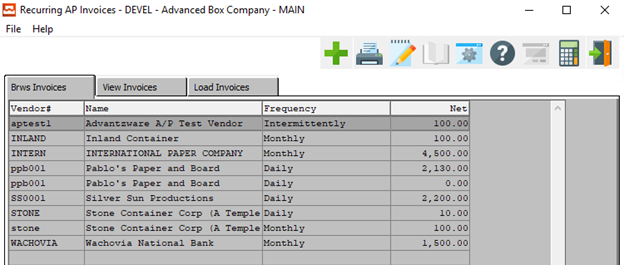 Recurring AP Invoices - DEVEL - Advanced Box Company - MAIN
File Help
Brws Invoices View Invoices Load Invoices
Vendor# Name Frequency Net
aptest1 Advantzware A/P Test Vendor Intermittently 100.00
INLAND Inland Container Monthly 100.00
INTERN INTERNATIONAL PAPER COMPANY Monthly 4,500.00
ppb001 Pablo's Paper and Board Daily 2,130.00
ppb001 Pablo's Paper and Board Daily 0.00
SS0001 Silver Sun Productions Daily 2,200.00
STONE Stone Container Corp (A Temple Daily 10.00
stone Stone Container Corp (A Temple Monthly 100.00
WACHOVIA Wachovia National Bank Monthly 1,500.00